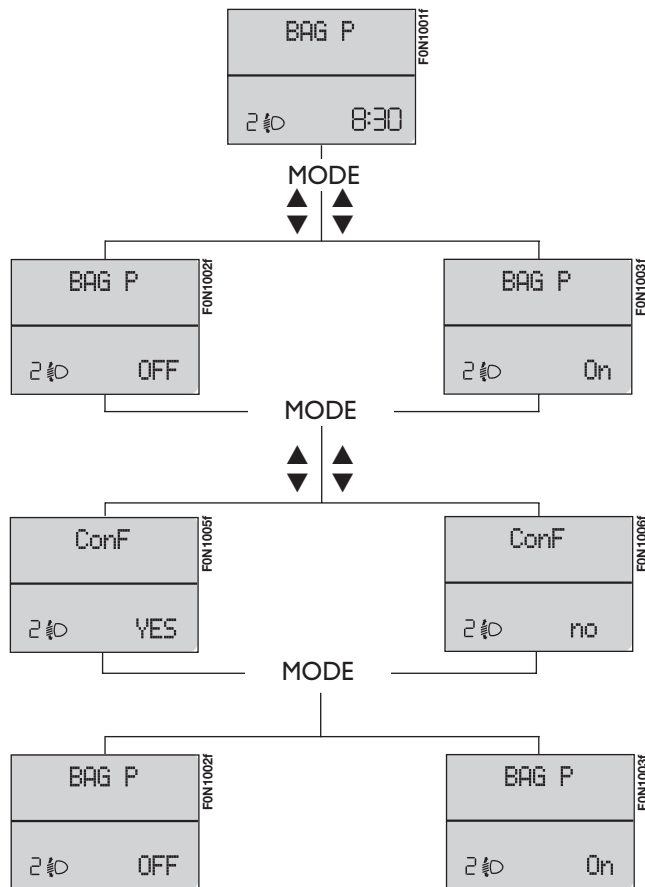 BAG P
F0N1001f
2 8:30
MODE
BAG P
F0N1002f
2 OFF
BAG P
F0N1003f
2 On
MODE
ConF
F0N1005f
2 YES
ConF
F0N1006f
2 no
MODE
BAG P
F0N1002f
2 OFF
BAG P
F0N1003f
2 On